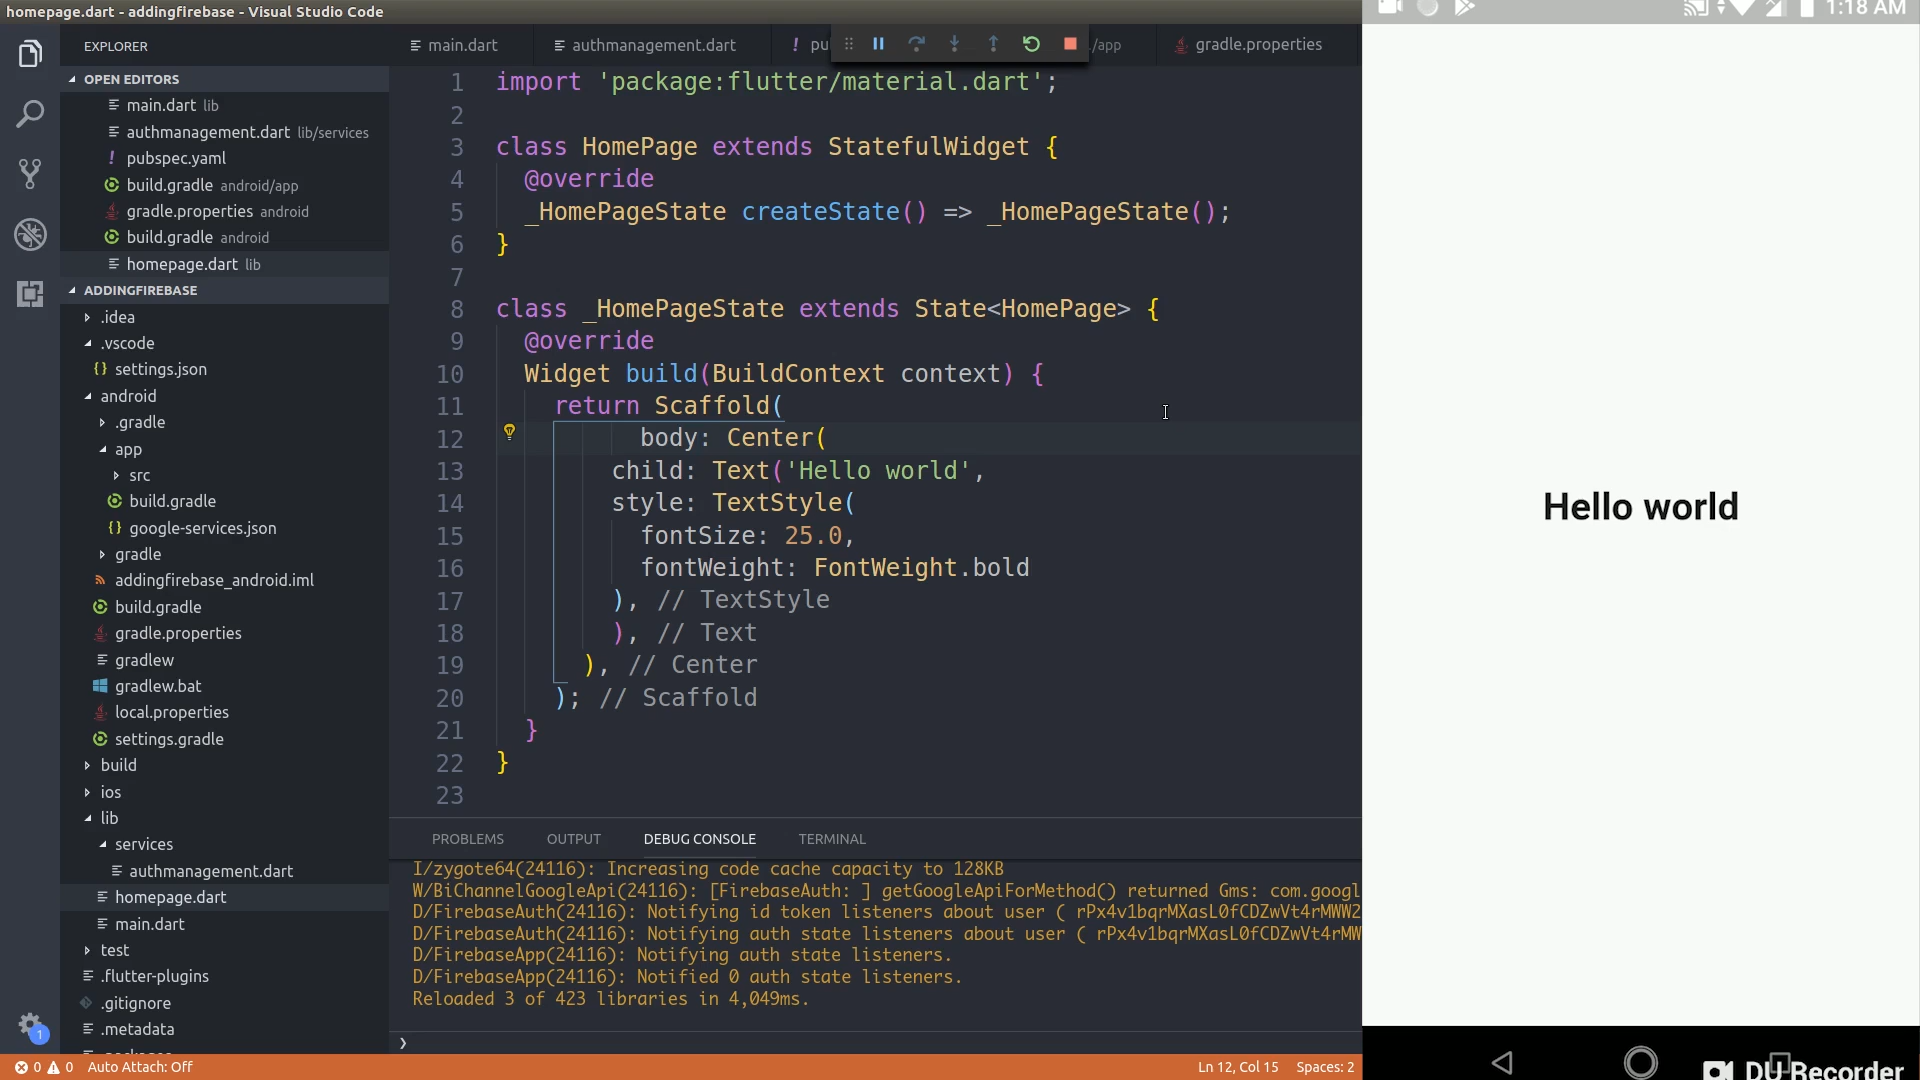 homepage.dart - addingfirebase - Visual Studio Code
1:18 AM
EXPLORER
OPEN EDITORS
main.dart lib
authmanagement.dart lib/services
pubspec.yaml
build.gradle android/app
gradle.properties android
build.gradle android
homepage.dart lib
ADDINGFIREBASE
.idea
.vscode
settings.json
android
.gradle
app
src
build.gradle
google-services.json
gradle
addingfirebase_android.iml
build.gradle
gradle.properties
gradlew
gradlew.bat
local.properties
settings.gradle
build
ios
lib
services
authmanagement.dart
homepage.dart
main.dart
test
.flutter-plugins
.gitignore
.metadata
main.dart
authmanagement.dart
! pu
/app
gradle.properties
1 import 'package:flutter/material.dart';
2
3 class HomePage extends StatefulWidget {
4 @override
5 _HomePageState createState() => _HomePageState();
6 }
7
8 class _HomePageState extends State<HomePage> {
9 @override
10 Widget build(BuildContext context) {
11 return Scaffold(
12 body: Center(
13 child: Text('Hello world',
14 style: TextStyle(
15 fontSize: 25.0,
16 fontWeight: FontWeight.bold
17 ), // TextStyle
18 ), // Text
19 ), // Center
20 ); // Scaffold
21 }
22 }
23
PROBLEMS OUTPUT DEBUG CONSOLE TERMINAL
I/zygote64(24116): Increasing code cache capacity to 128KB
W/BiChannelGoogleApi(24116): [FirebaseAuth: ] getGoogleApiForMethod() returned Gms: com.googl
D/FirebaseAuth(24116): Notifying id token listeners about user ( rPx4v1bqrMXasL0fCDZwVt4rMWW2
D/FirebaseAuth(24116): Notifying auth state listeners about user ( rPx4v1bqrMXasL0fCDZwVt4rMW
D/FirebaseApp(24116): Notifying auth state listeners.
D/FirebaseApp(24116): Notified 0 auth state listeners.
Reloaded 3 of 423 libraries in 4,049ms.
1
0 0 Auto Attach: Off
Ln 12, Col 15 Spaces: 2
Hello world
DU Recorder